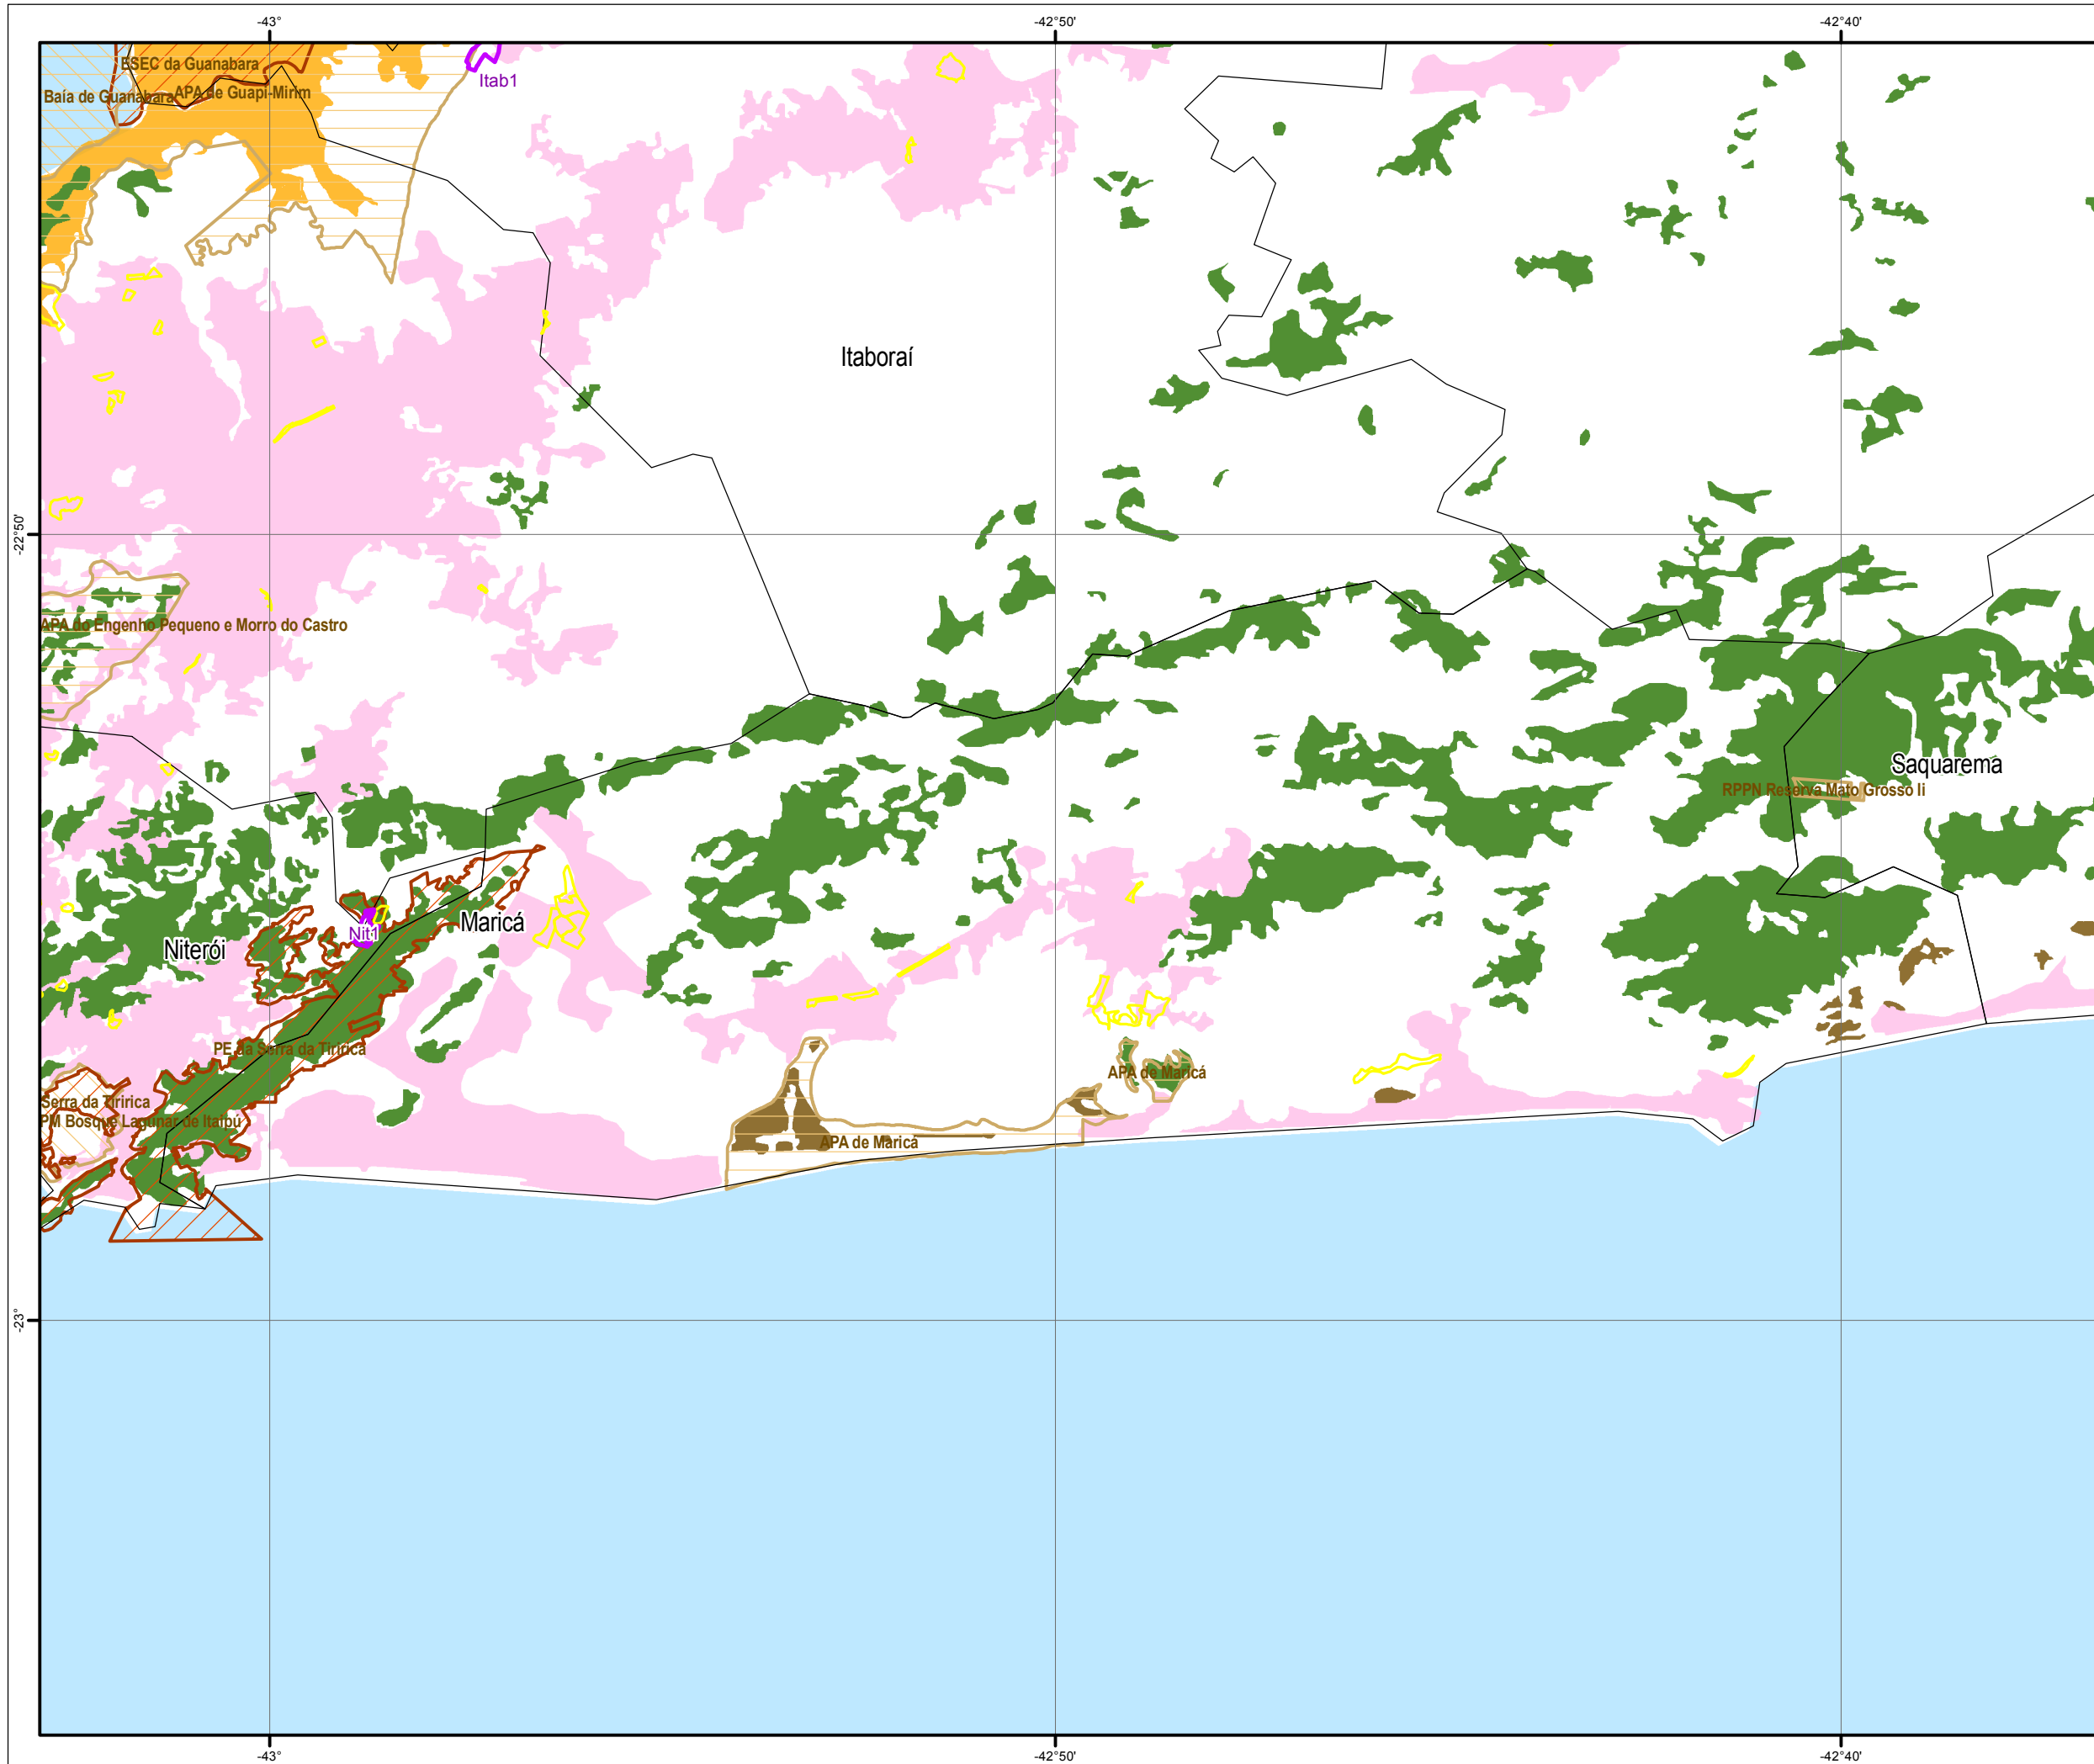 -43°
-42°50'
-42°40'
ESEC da Guanabara
Itab1
Baía de Guanabara
APA de Guapi-Mirim
Itaboraí
-22°50'
APA do Engenho Pequeno e Morro do Castro
Saquarema
RPPN Reserva Mato Grosso Ii
Maricá
Nit1
Niterói
PE da Serra da Tiririca
APA de Maricá
Serra da Tiririca
PM Bosque Lagunar de Itaipú
APA de Maricá
-23°
-43°
-42°50'
-42°40'